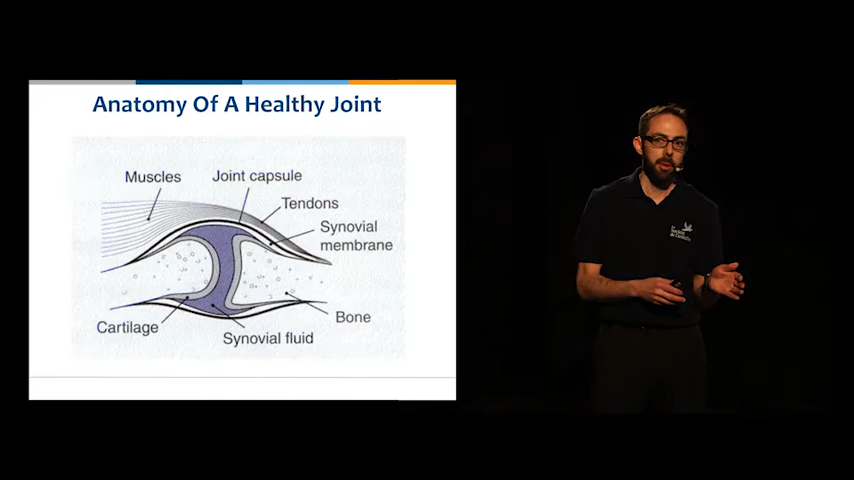 Anatomy Of A Healthy Joint
Muscles
Joint capsule
Tendons
Synovial
membrane
Cartilage
Synovial fluid
Bone